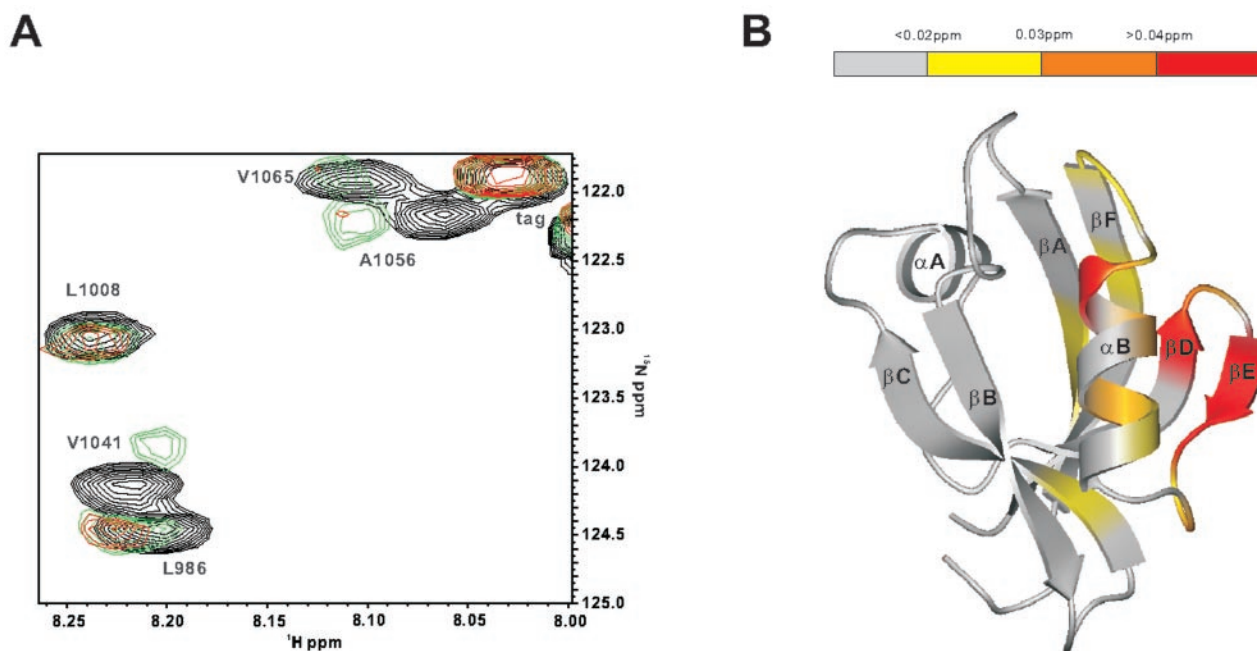 A
V1065
tag
A1056
L1008
V1041
L986
122.0
122.5
123.0
123.5
124.0
124.5
125.0
¹⁵N ppm
8.25
8.20
8.15
8.10
8.05
8.00
¹H ppm
B
<0.02ppm
0.03ppm
>0.04ppm
βF
βA
αA
αB
βD
βE
βC
βB